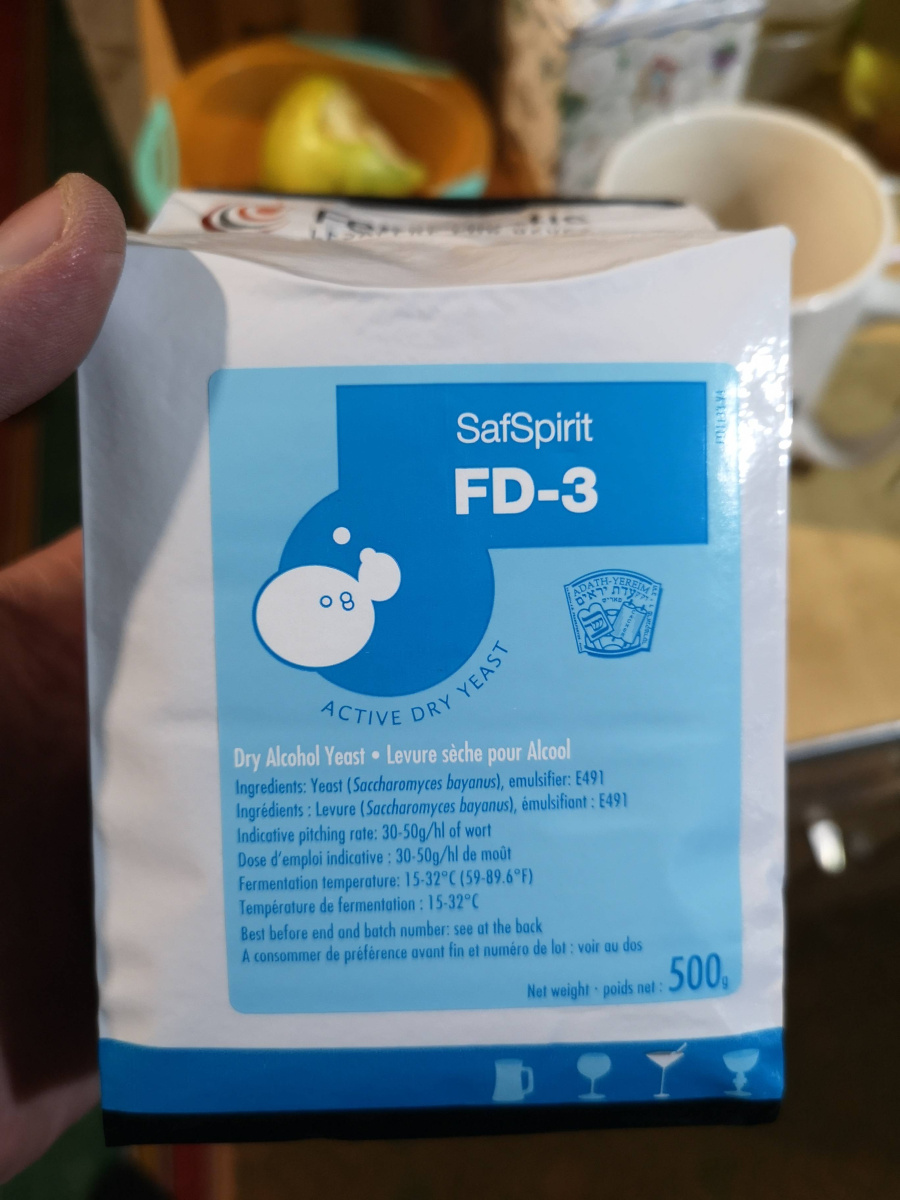 SafSpirit
FD-3
ADATH-YEREIM
עדת יראים
ACTIVE DRY YEAST
Dry Alcohol Yeast • Levure sèche pour Alcool
Ingredients: Yeast (Saccharomyces bayanus), emulsifier: E491
Ingrédients : Levure (Saccharomyces bayanus), émulsifiant : E491
Indicative pitching rate: 30-50g/hl of wort
Dose d'emploi indicative : 30-50g/hl de moût
Fermentation temperature: 15-32°C (59-89.6°F)
Température de fermentation : 15-32°C
Best before end and batch number: see at the back
A consommer de préférence avant fin et numéro de lot : voir au dos
Net weight · poids net : 500g